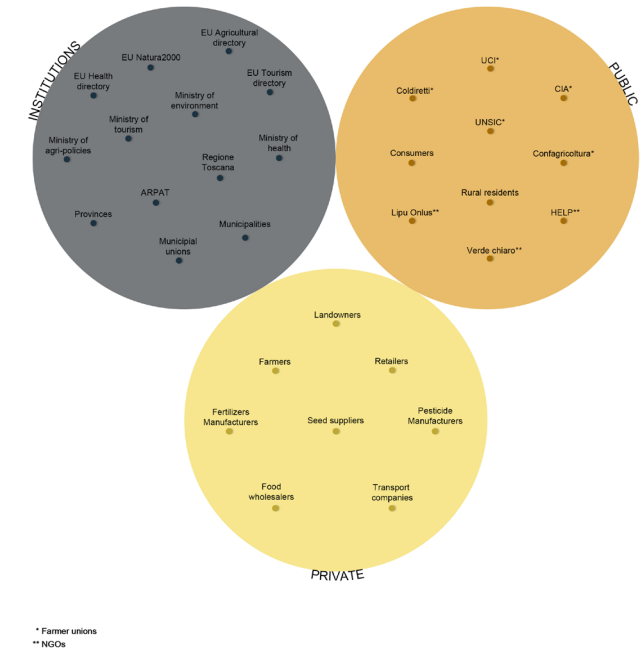 INSTITUTIONS
EU Agricultural
directory
EU Natura2000
EU Health
directory
EU Tourism
directory
Ministry of
environment
Ministry of
tourism
Ministry of
agri-policies
Ministry of
health
Regione
Toscana
ARPAT
Provinces
Municipalities
Municipial
unions
PUBLIC
UCI*
Coldiretti*
CIA*
UNSIC*
Consumers
Confagricoltura*
Rural residents
Lipu Onlus**
HELP**
Verde chiaro**
Landowners
Farmers
Retailers
Fertilizers
Manufacturers
Seed suppliers
Pesticide
Manufacturers
Food
wholesalers
Transport
companies
PRIVATE
* Farmer unions
** NGOs